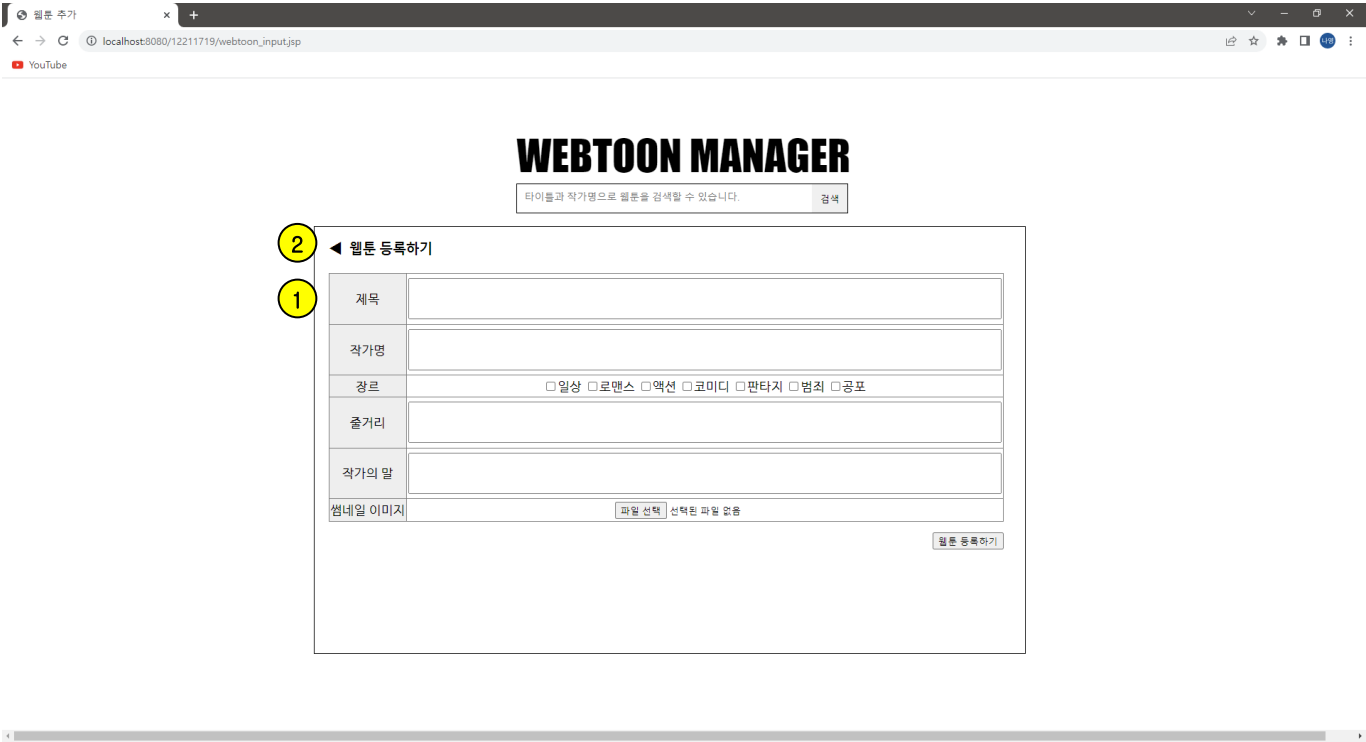 웹툰 추가
localhost:8080/12211719/webtoon_input.jsp
나영
YouTube
WEBTOON MANAGER
타이틀과 작가명으로 웹툰을 검색할 수 있습니다. 검색
2 ◀ 웹툰 등록하기
1 제목
작가명
장르 일상 로맨스 액션 코미디 판타지 범죄 공포
줄거리
작가의 말
썸네일 이미지 파일 선택 선택된 파일 없음
웹툰 등록하기